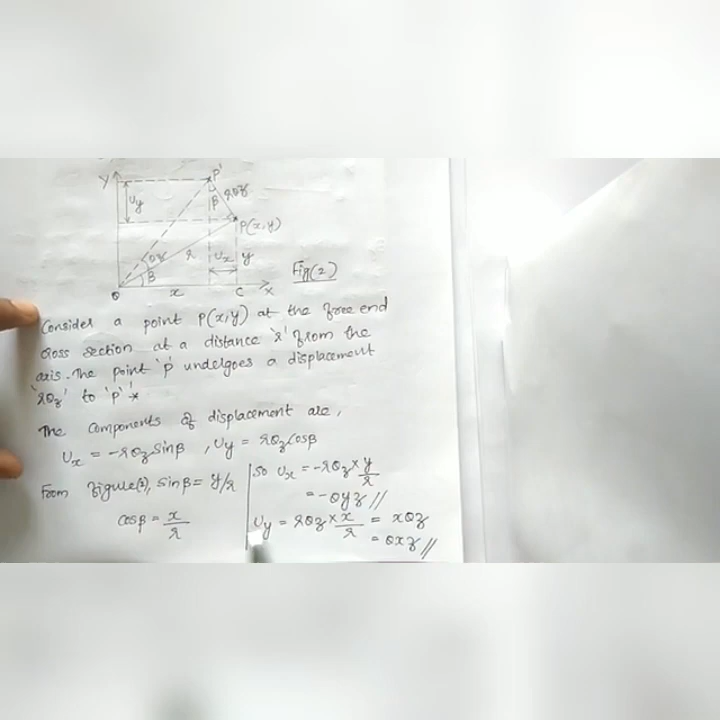 Y
P'
Uy
β
rθz
P(x,y)
θz
r
Ux
y
β
O
x
C
X
Fig(2)
Consider a point P(x,y) at the free end
cross section at a distance 'r' from the
axis. The point 'P' undergoes a displacement
'rθz' to 'P'' *
The components of displacement are,
Ux = -rθz sinβ , Uy = rθz cosβ
From figure(2), sinβ = y/r
cosβ = x/r
So Ux = -rθz × y/r
= -θyz //
Uy = rθz × x/r = xθz
= θxz //